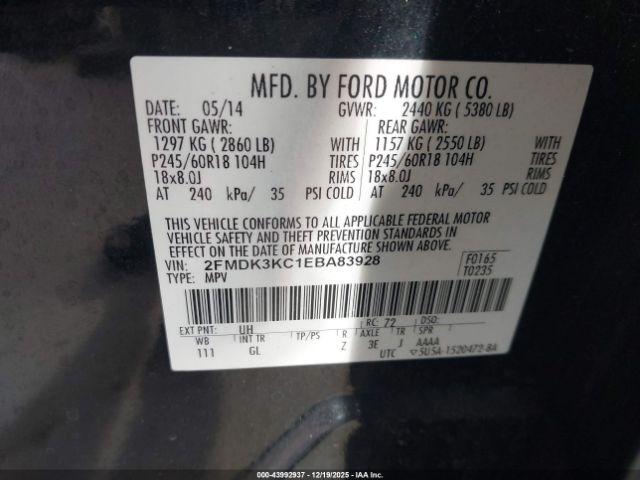 MFD. BY FORD MOTOR CO.
DATE: 05/14 GVWR: 2440 KG ( 5380 LB)
FRONT GAWR: REAR GAWR:
1297 KG ( 2860 LB) WITH 1157 KG ( 2550 LB) WITH
P245/60R18 104H TIRES P245/60R18 104H TIRES
18x8.0J RIMS 18x8.0J RIMS
AT 240 kPa/ 35 PSI COLD AT 240 kPa/ 35 PSI COLD
THIS VEHICLE CONFORMS TO ALL APPLICABLE FEDERAL MOTOR
VEHICLE SAFETY AND THEFT PREVENTION STANDARDS IN
EFFECT ON THE DATE OF MANUFACTURE SHOWN ABOVE.
VIN: 2FMDK3KC1EBA83928 F0165
TYPE: MPV T0235
EXT PNT: UH RC: 72 DSO:
WB INT TR TP/PS R AXLE TR SPR
111 GL Z 3E J AAAA
UTC ▽5U5A-1520472-BA
000-43992937 - 12/19/2025 - IAA, LLC.